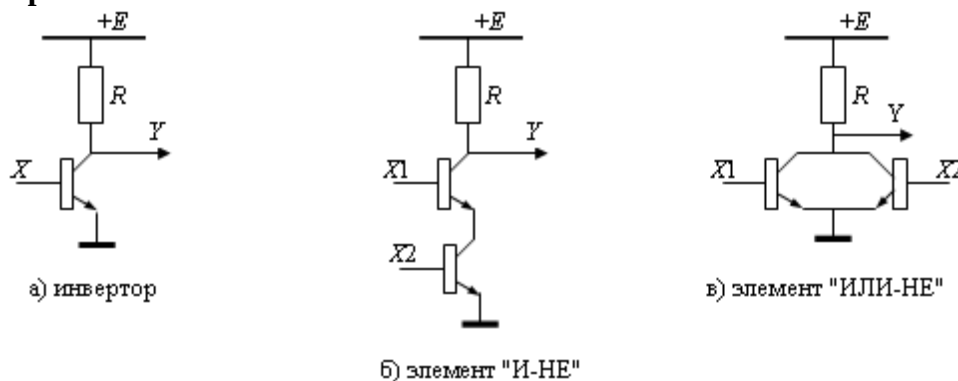 +E
R
Y
X
а) инвертор
+E
R
Y
X1
X2
б) элемент "И-НЕ"
+E
R
Y
X1
X2
в) элемент "ИЛИ-НЕ"